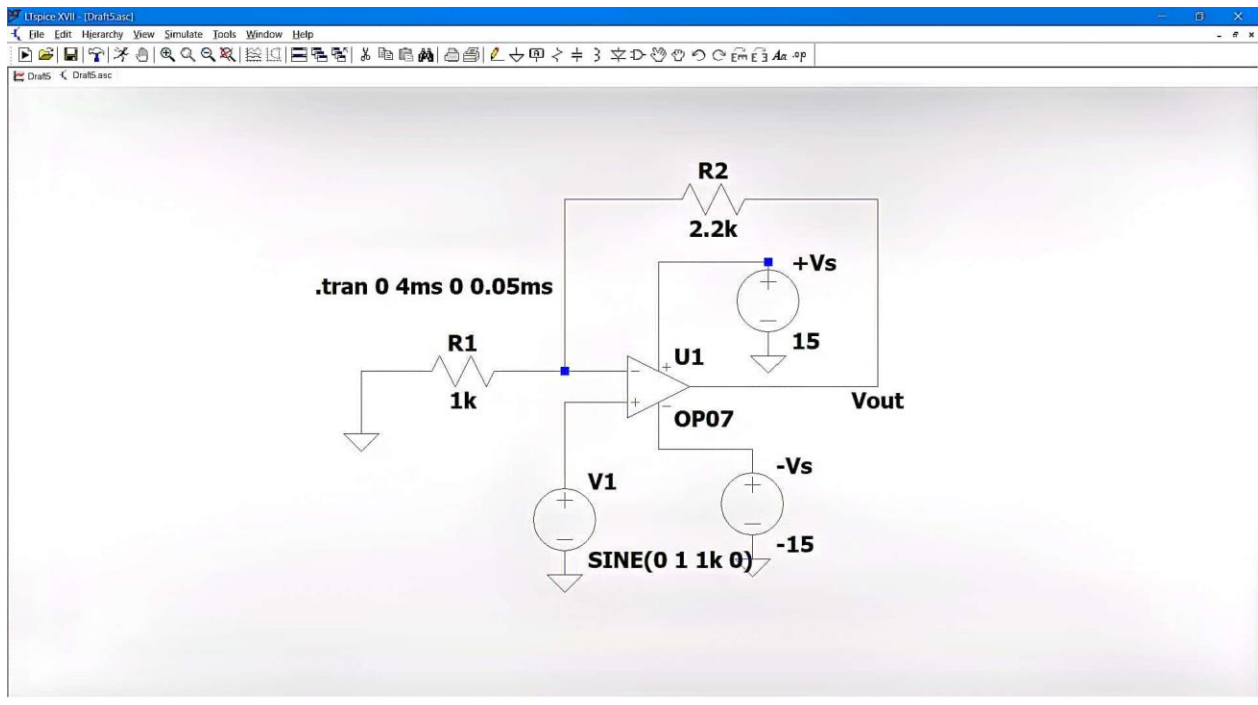 LTspice XVII - [Draft5.asc]
File Edit Hierarchy View Simulate Tools Window Help
Aa .op
Draft5 Draft5.asc
R2
2.2k
+Vs
.tran 0 4ms 0 0.05ms
15
R1
U1
1k
Vout
OP07
-Vs
V1
-15
SINE(0 1 1k 0)